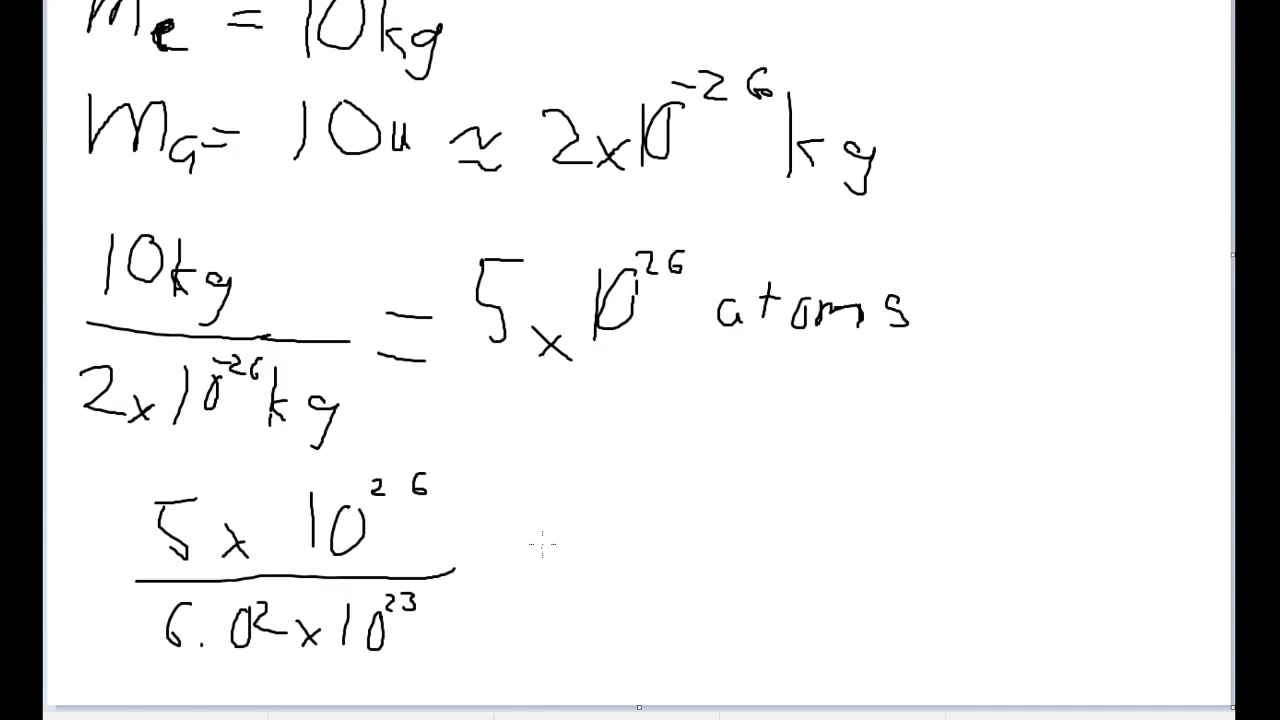 Me = 10kg
Ma = 10u ≈ 2x10^-26 kg
10kg
= 5 x 10^26 atoms
2x10^-26 kg
5 x 10^26
6.02x10^23